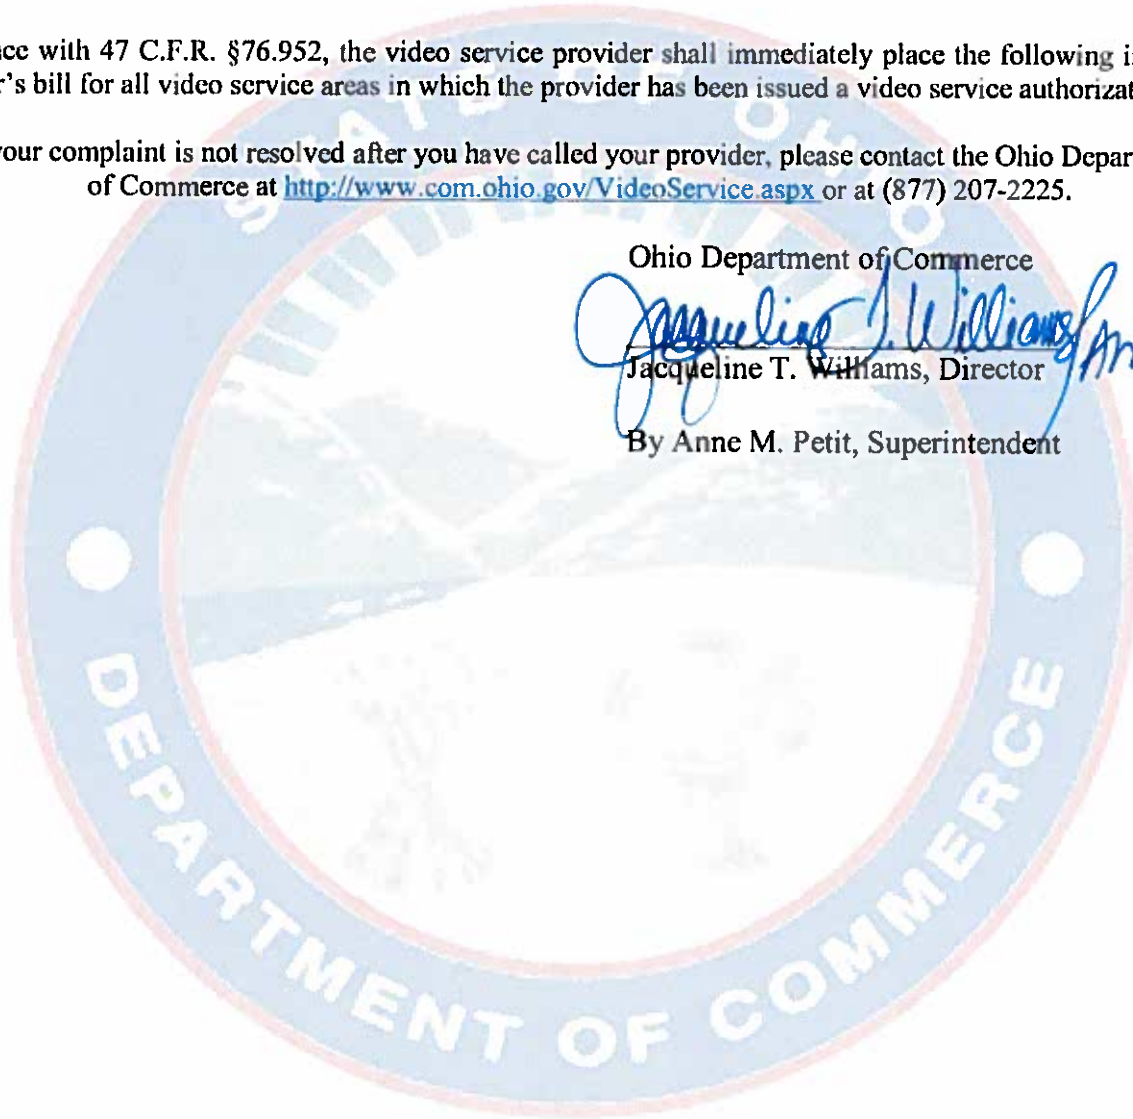 ce with 47 C.F.R. §76.952, the video service provider shall immediately place the following i
r's bill for all video service areas in which the provider has been issued a video service authorizat
our complaint is not resolved after you have called your provider, please contact the Ohio Depar
of Commerce at http://www.com.ohio.gov/VideoService.aspx or at (877) 207-2225.
Ohio Department of Commerce
Jacqueline T. Williams
Jacqueline T. Williams, Director
By Anne M. Petit, Superintendent
STATE OF OHIO
DEPARTMENT OF COMMERCE